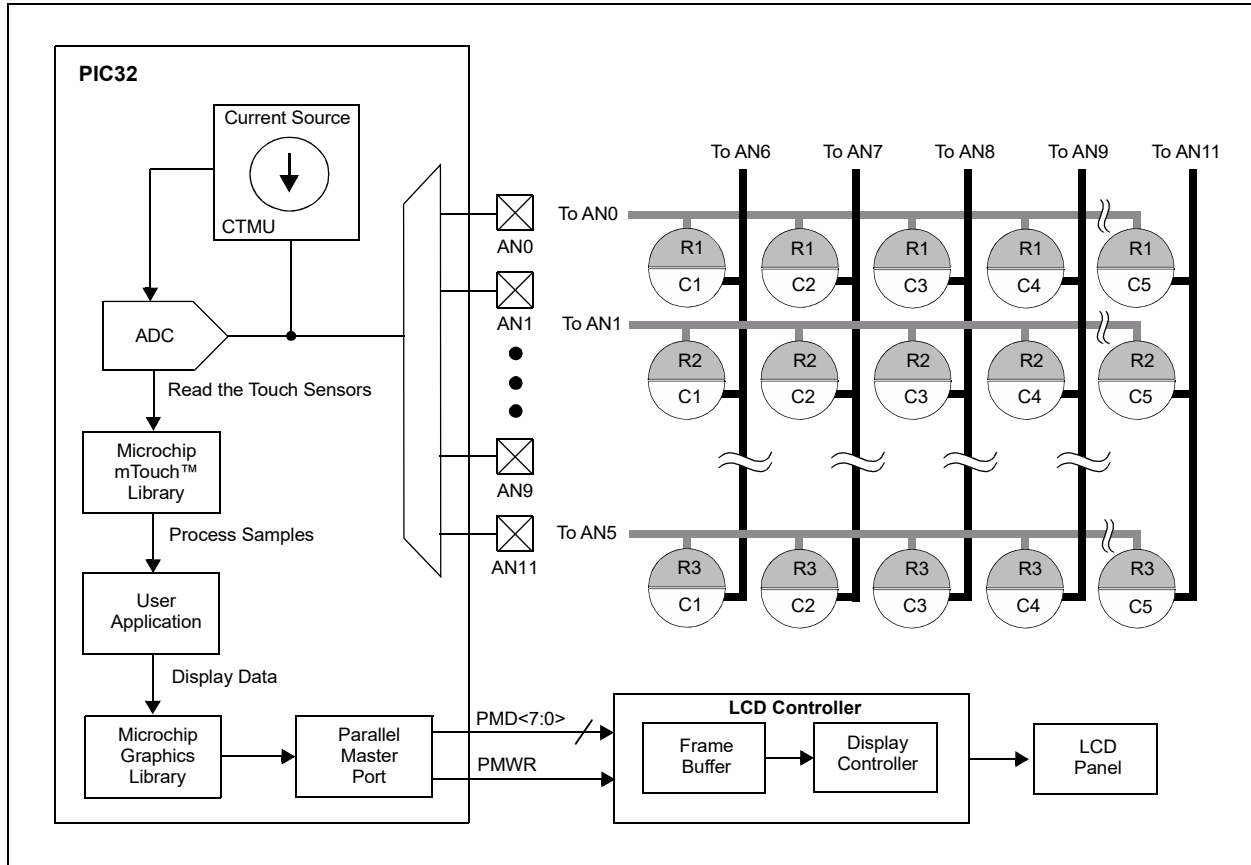 PIC32
Current Source
CTMU
ADC
Read the Touch Sensors
Microchip
mTouch™
Library
Process Samples
User
Application
Display Data
Microchip
Graphics
Library
Parallel
Master
Port
AN0
AN1
AN9
AN11
To AN6
To AN7
To AN8
To AN9
To AN11
To AN0
R1 R1 R1 R1 R1
C1 C2 C3 C4 C5
To AN1
R2 R2 R2 R2 R2
C1 C2 C3 C4 C5
To AN5
R3 R3 R3 R3 R3
C1 C2 C3 C4 C5
PMD<7:0>
PMWR
LCD Controller
Frame
Buffer
Display
Controller
LCD
Panel